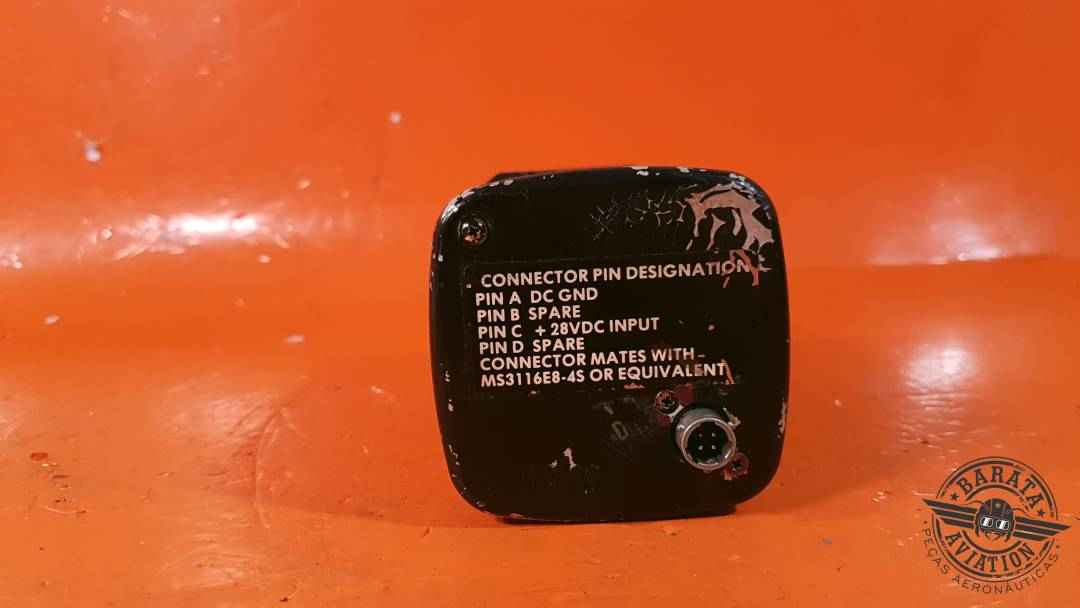 CONNECTOR PIN DESIGNATION
PIN A DC GND
PIN B SPARE
PIN C + 28VDC INPUT
PIN D SPARE
CONNECTOR MATES WITH
MS3116E8-4S OR EQUIVALENT
BARATA
AVIATION
PEÇAS AERONÁUTICAS